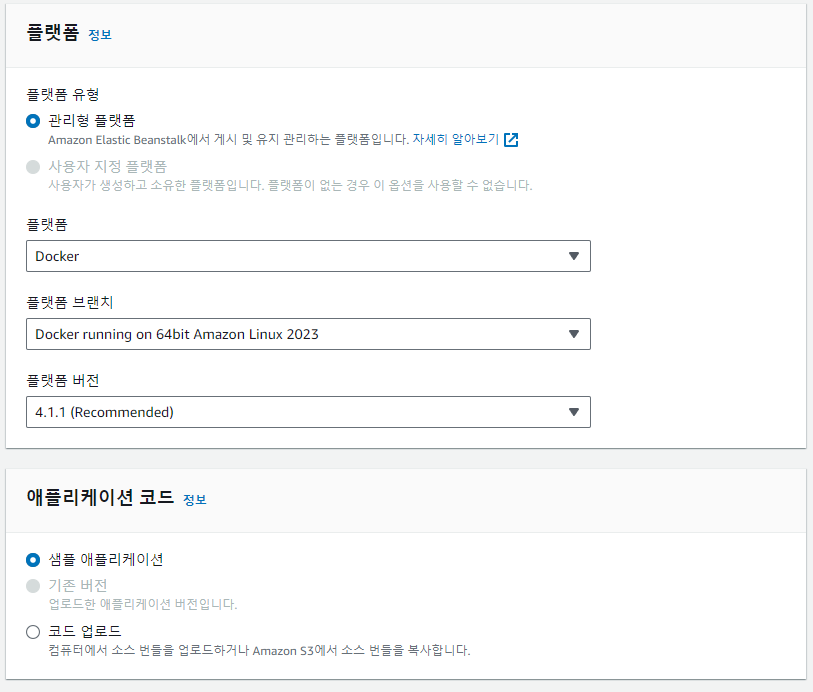 플랫폼 정보
플랫폼 유형
관리형 플랫폼
Amazon Elastic Beanstalk에서 게시 및 유지 관리하는 플랫폼입니다. 자세히 알아보기
사용자 지정 플랫폼
사용자가 생성하고 소유한 플랫폼입니다. 플랫폼이 없는 경우 이 옵션을 사용할 수 없습니다.
플랫폼
Docker
플랫폼 브랜치
Docker running on 64bit Amazon Linux 2023
플랫폼 버전
4.1.1 (Recommended)
애플리케이션 코드 정보
샘플 애플리케이션
기존 버전
업로드한 애플리케이션 버전입니다.
코드 업로드
컴퓨터에서 소스 번들을 업로드하거나 Amazon S3에서 소스 번들을 복사합니다.